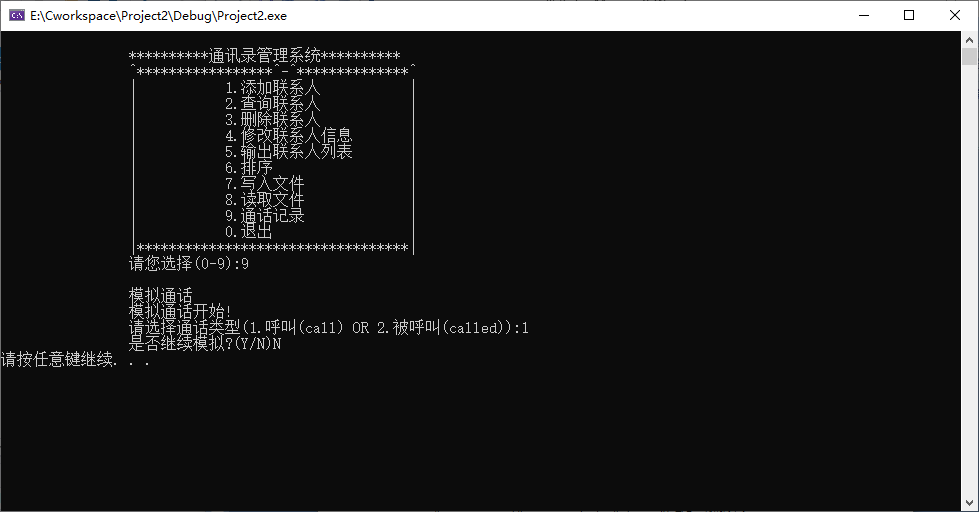 E:\Cworkspace\Project2\Debug\Project2.exe
**********通讯录管理系统**********
^*****************^-^**************^
| 1.添加联系人 |
| 2.查询联系人 |
| 3.删除联系人 |
| 4.修改联系人信息 |
| 5.输出联系人列表 |
| 6.排序 |
| 7.写入文件 |
| 8.读取文件 |
| 9.通话记录 |
| 0.退出 |
|**********************************|
请您选择(0-9):9
模拟通话
模拟通话开始!
请选择通话类型(1.呼叫(call) OR 2.被呼叫(called)):1
是否继续模拟?(Y/N)N
请按任意键继续. . .